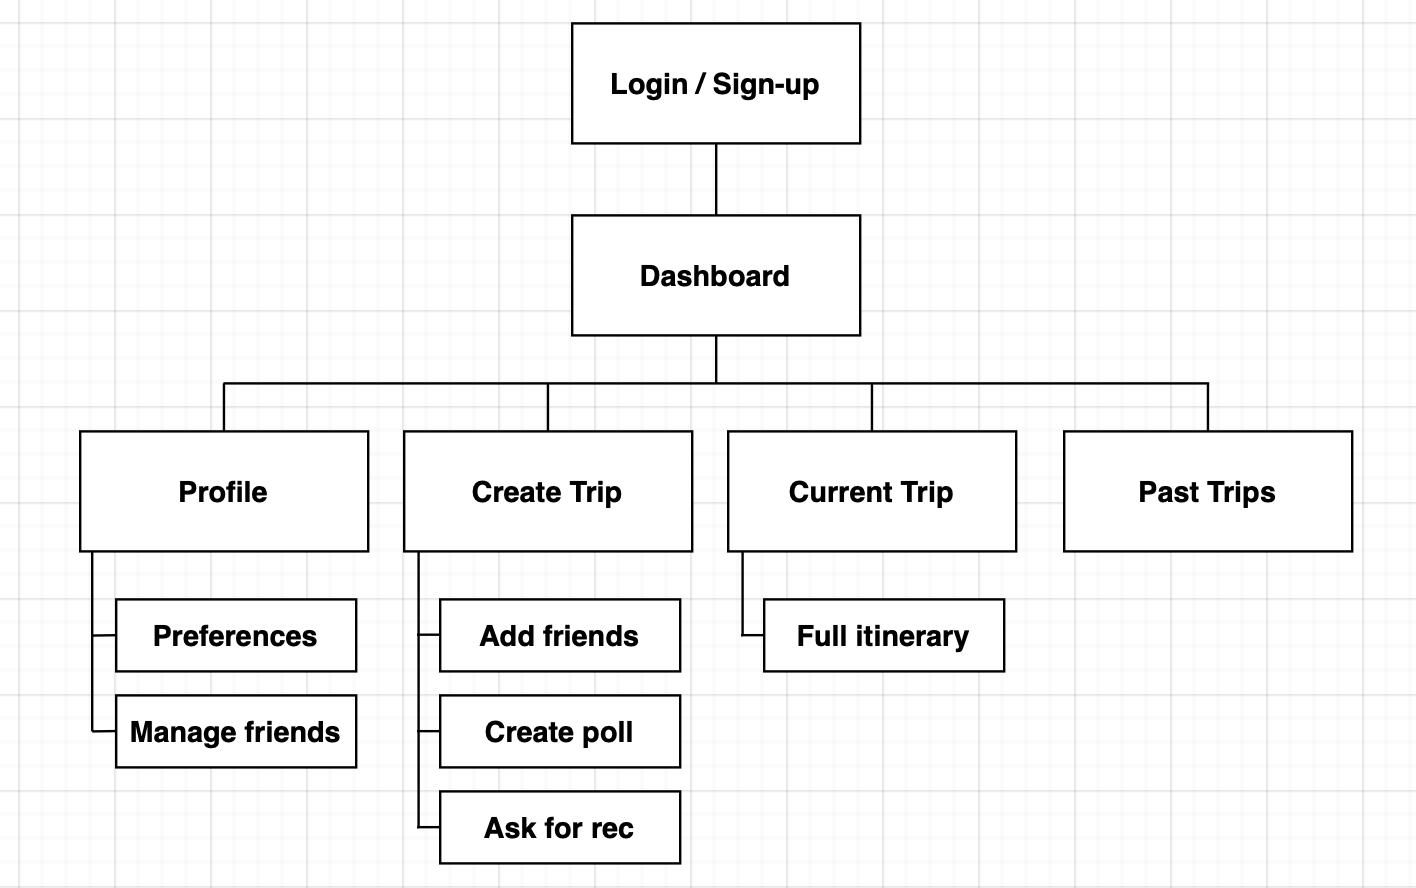 Login / Sign-up
Dashboard
Profile
Create Trip
Current Trip
Past Trips
Preferences
Add friends
Full itinerary
Manage friends
Create poll
Ask for rec